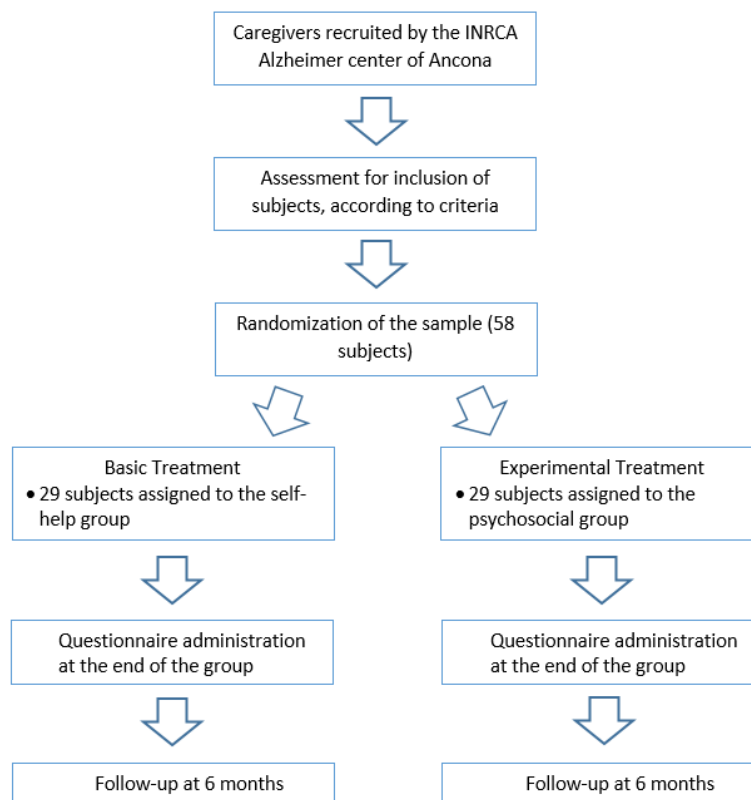 Caregivers recruited by the INRCA
Alzheimer center of Ancona
Assessment for inclusion of
subjects, according to criteria
Randomization of the sample (58
subjects)
Basic Treatment
• 29 subjects assigned to the self-
help group
Experimental Treatment
• 29 subjects assigned to the
psychosocial group
Questionnaire administration
at the end of the group
Questionnaire administration
at the end of the group
Follow-up at 6 months
Follow-up at 6 months